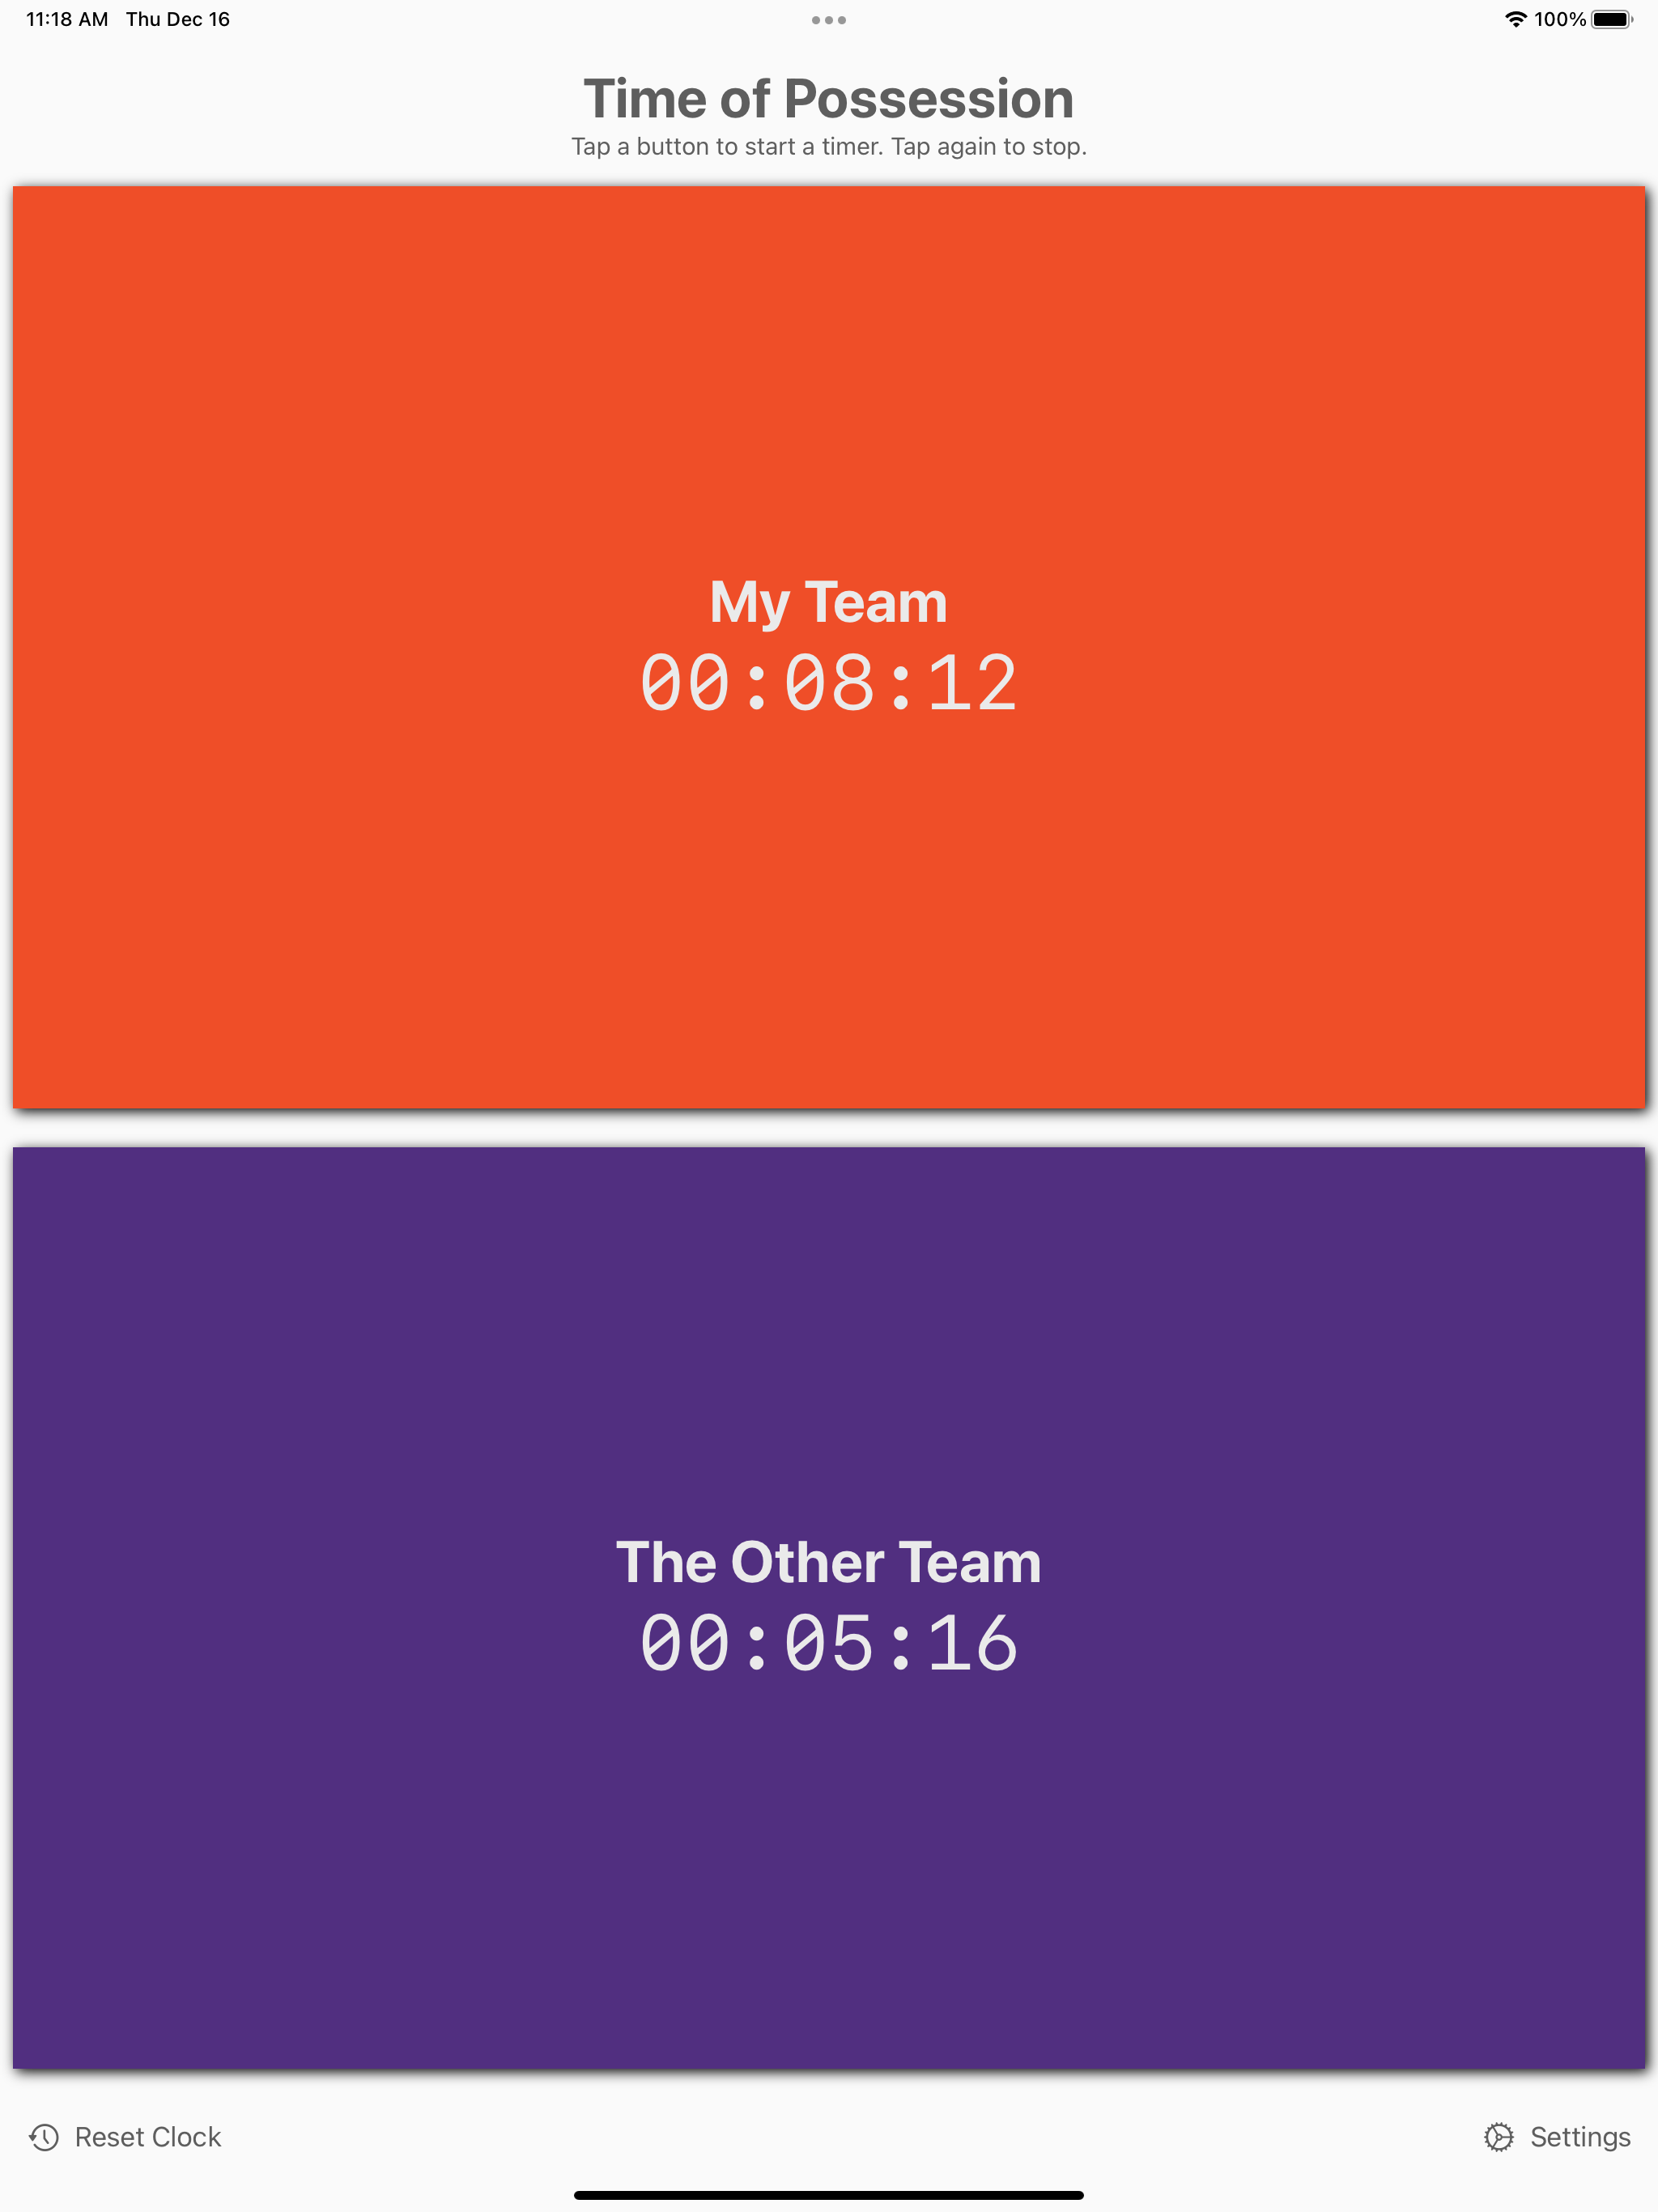 11:18 AM Thu Dec 16
100%
Time of Possession
Tap a button to start a timer. Tap again to stop.
My Team
00:08:12
The Other Team
00:05:16
Reset Clock
Settings